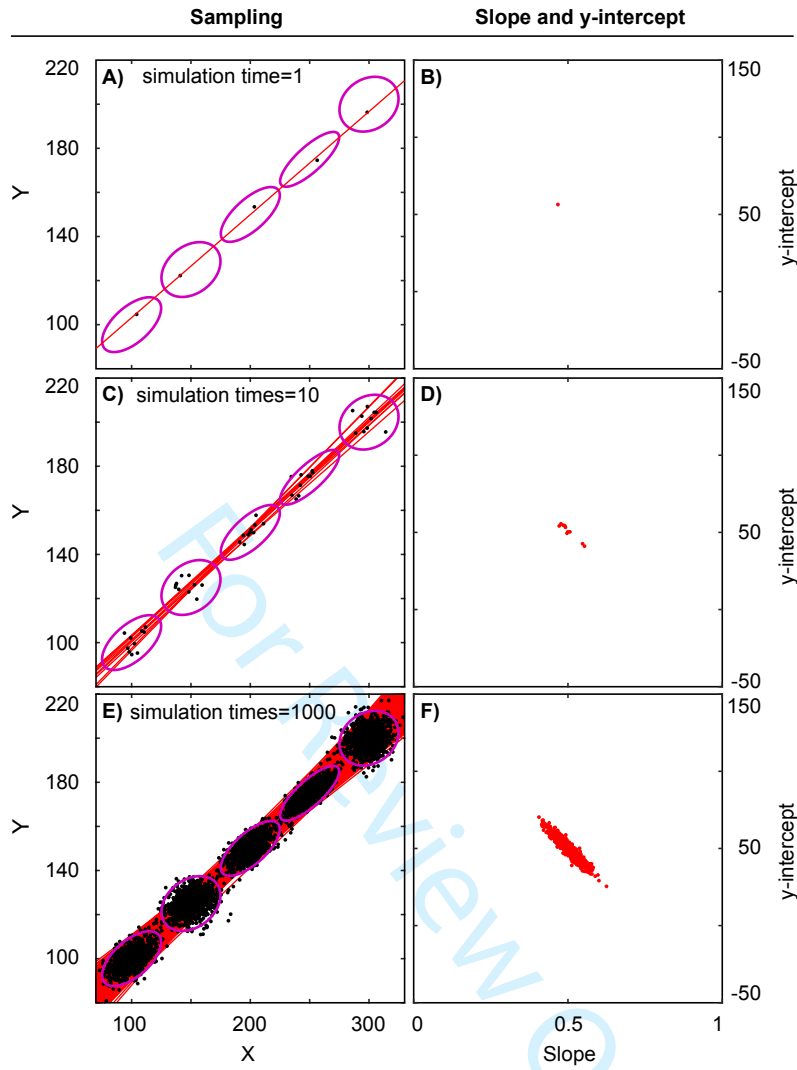 Sampling Slope and y-intercept
A) simulation time=1
B)
220
180
140
100
Y
150
50
-50
y-intercept
C) simulation times=10
D)
220
180
140
100
Y
150
50
-50
y-intercept
E) simulation times=1000
F)
220
180
140
100
Y
150
50
-50
y-intercept
100 200 300
X
0 0.5 1
Slope
For Review O